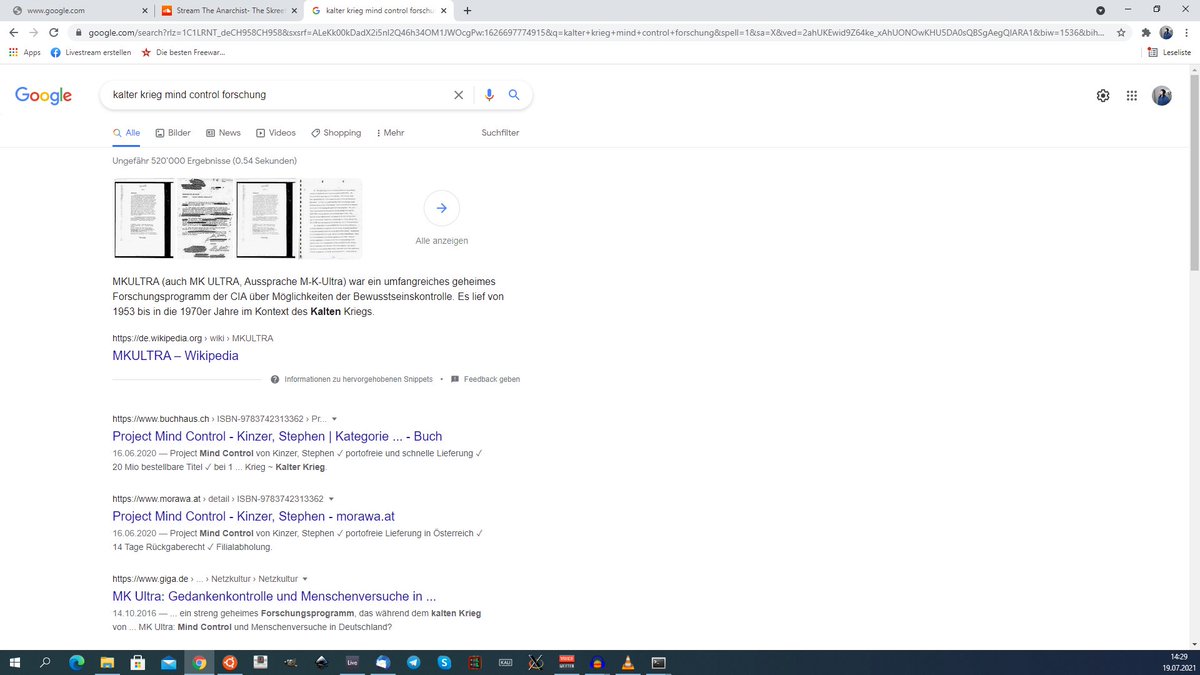 www.google.com
Stream The Anarchist- The Skree
kalter krieg mind control forschu
google.com/search?rlz=1C1LRNT_deCH958CH958&sxsrf=ALeKk00kDadX2i5nI2Q46h34OM1JWOcgPw:1626697774915&q=kalter+krieg+mind+control+forschung&spell=1&sa=X&ved=2ahUKEwid9Z64ke_xAhUONOwKHU5DA0sQBSgAegQIARA1&biw=1536&bih...
Apps
Livestream erstellen
Die besten Freewar...
Leseliste
Google
kalter krieg mind control forschung
Alle
Bilder
News
Videos
Shopping
Mehr
Suchfilter
Ungefähr 520'000 Ergebnisse (0.54 Sekunden)
Alle anzeigen
MKULTRA (auch MK ULTRA, Aussprache M-K-Ultra) war ein umfangreiches geheimes
Forschungsprogramm der CIA über Möglichkeiten der Bewusstseinskontrolle. Es lief von
1953 bis in die 1970er Jahre im Kontext des Kalten Kriegs.
https://de.wikipedia.org › wiki › MKULTRA
MKULTRA – Wikipedia
Informationen zu hervorgehobenen Snippets • Feedback geben
https://www.buchhaus.ch › ISBN-9783742313362 › Pr...
Project Mind Control - Kinzer, Stephen | Kategorie ... - Buch
16.06.2020 — Project Mind Control von Kinzer, Stephen ✓ portofreie und schnelle Lieferung ✓
20 Mio bestellbare Titel ✓ bei 1 ... Krieg ~ Kalter Krieg.
https://www.morawa.at › detail › ISBN-9783742313362
Project Mind Control - Kinzer, Stephen - morawa.at
16.06.2020 — Project Mind Control von Kinzer, Stephen ✓ portofreie Lieferung in Österreich ✓
14 Tage Rückgaberecht ✓ Filialabholung.
https://www.giga.de › ... › Netzkultur › Netzkultur
MK Ultra: Gedankenkontrolle und Menschenversuche in ...
14.10.2016 — ... ein streng geheimes Forschungsprogramm, das während dem kalten Krieg
von ... MK Ultra: Mind Control und Menschenversuche in Deutschland?
Live
KALI
14:29
19.07.2021